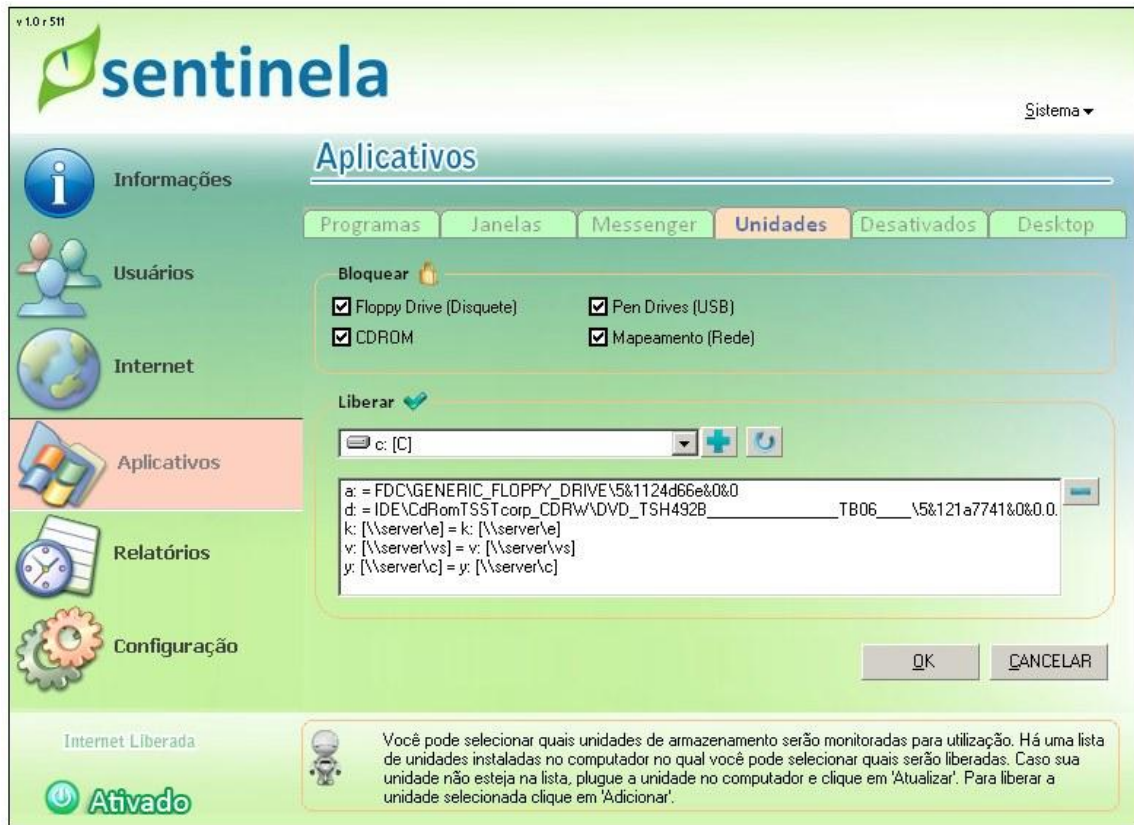 v 1.0 r 511
sentinela
Sistema
Informações
Usuários
Internet
Aplicativos
Relatórios
Configuração
Aplicativos
Programas Janelas Messenger Unidades Desativados Desktop
Bloquear
Floppy Drive (Disquete) Pen Drives (USB)
CDROM Mapeamento (Rede)
Liberar
c: [C]
a: = FDC\GENERIC_FLOPPY_DRIVE\5&1124d66e&0&0
d: = IDE\CdRomTSSTcorp_CDRW\DVD_TSH492B________________TB06____\5&121a7741&0&0.0.
k: [\\server\e] = k: [\\server\e]
v: [\\server\vs] = v: [\\server\vs]
y: [\\server\c] = y: [\\server\c]
OK CANCELAR
Internet Liberada
Ativado
Você pode selecionar quais unidades de armazenamento serão monitoradas para utilização. Há uma lista
de unidades instaladas no computador no qual você pode selecionar quais serão liberadas. Caso sua
unidade não esteja na lista, plugue a unidade no computador e clique em 'Atualizar'. Para liberar a
unidade selecionada clique em 'Adicionar'.